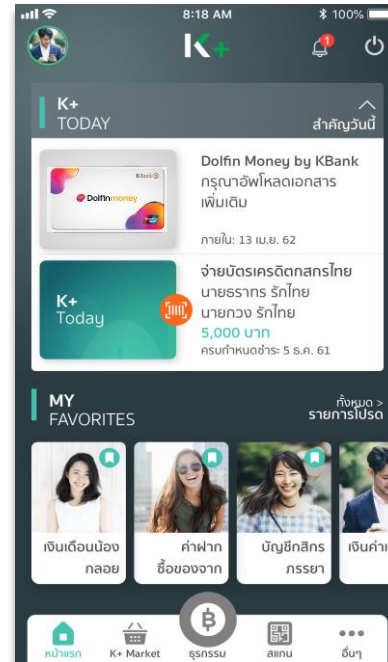 8:18 AM
100%
K+
1
K+
TODAY
สำคัญวันนี้
Dolfin Money by KBank
กรุณาอัพโหลดเอกสาร
เพิ่มเติม
ภายใน: 13 เม.ย. 62
KBank
Dolfinmoney
จ่ายบัตรเครดิตกสกรไทย
นายธราทร รักไทย
นายกวง รักไทย
5,000 บาท
ครบกำหนดชำระ: 5 ธ.ค. 61
K+
Today
MY
FAVORITES
ทั้งหมด >
รายการโปรด
เงินเดือนน้อง
กลอย
ค่าฝาก
ซื้อของจาก
บัญชีกสิกร
ภรรยา
เงินค่าเ
หน้าแรก
K+ Market
ธุรกรรม
สแกน
อื่นๆ